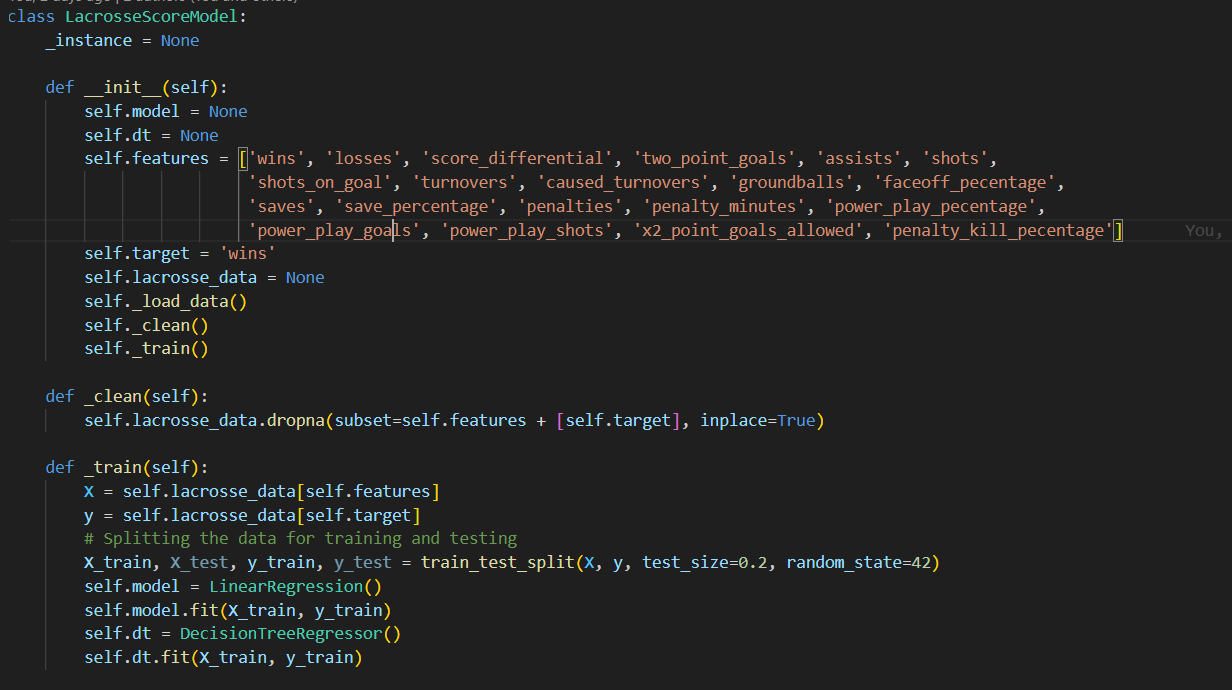 class LacrosseScoreModel:
    _instance = None

    def __init__(self):
        self.model = None
        self.dt = None
        self.features = ['wins', 'losses', 'score_differential', 'two_point_goals', 'assists', 'shots',
                         'shots_on_goal', 'turnovers', 'caused_turnovers', 'groundballs', 'faceoff_pecentage',
                         'saves', 'save_percentage', 'penalties', 'penalty_minutes', 'power_play_pecentage',
                         'power_play_goals', 'power_play_shots', 'x2_point_goals_allowed', 'penalty_kill_pecentage'] You,
        self.target = 'wins'
        self.lacrosse_data = None
        self._load_data()
        self._clean()
        self._train()

    def _clean(self):
        self.lacrosse_data.dropna(subset=self.features + [self.target], inplace=True)

    def _train(self):
        X = self.lacrosse_data[self.features]
        y = self.lacrosse_data[self.target]
        # Splitting the data for training and testing
        X_train, X_test, y_train, y_test = train_test_split(X, y, test_size=0.2, random_state=42)
        self.model = LinearRegression()
        self.model.fit(X_train, y_train)
        self.dt = DecisionTreeRegressor()
        self.dt.fit(X_train, y_train)